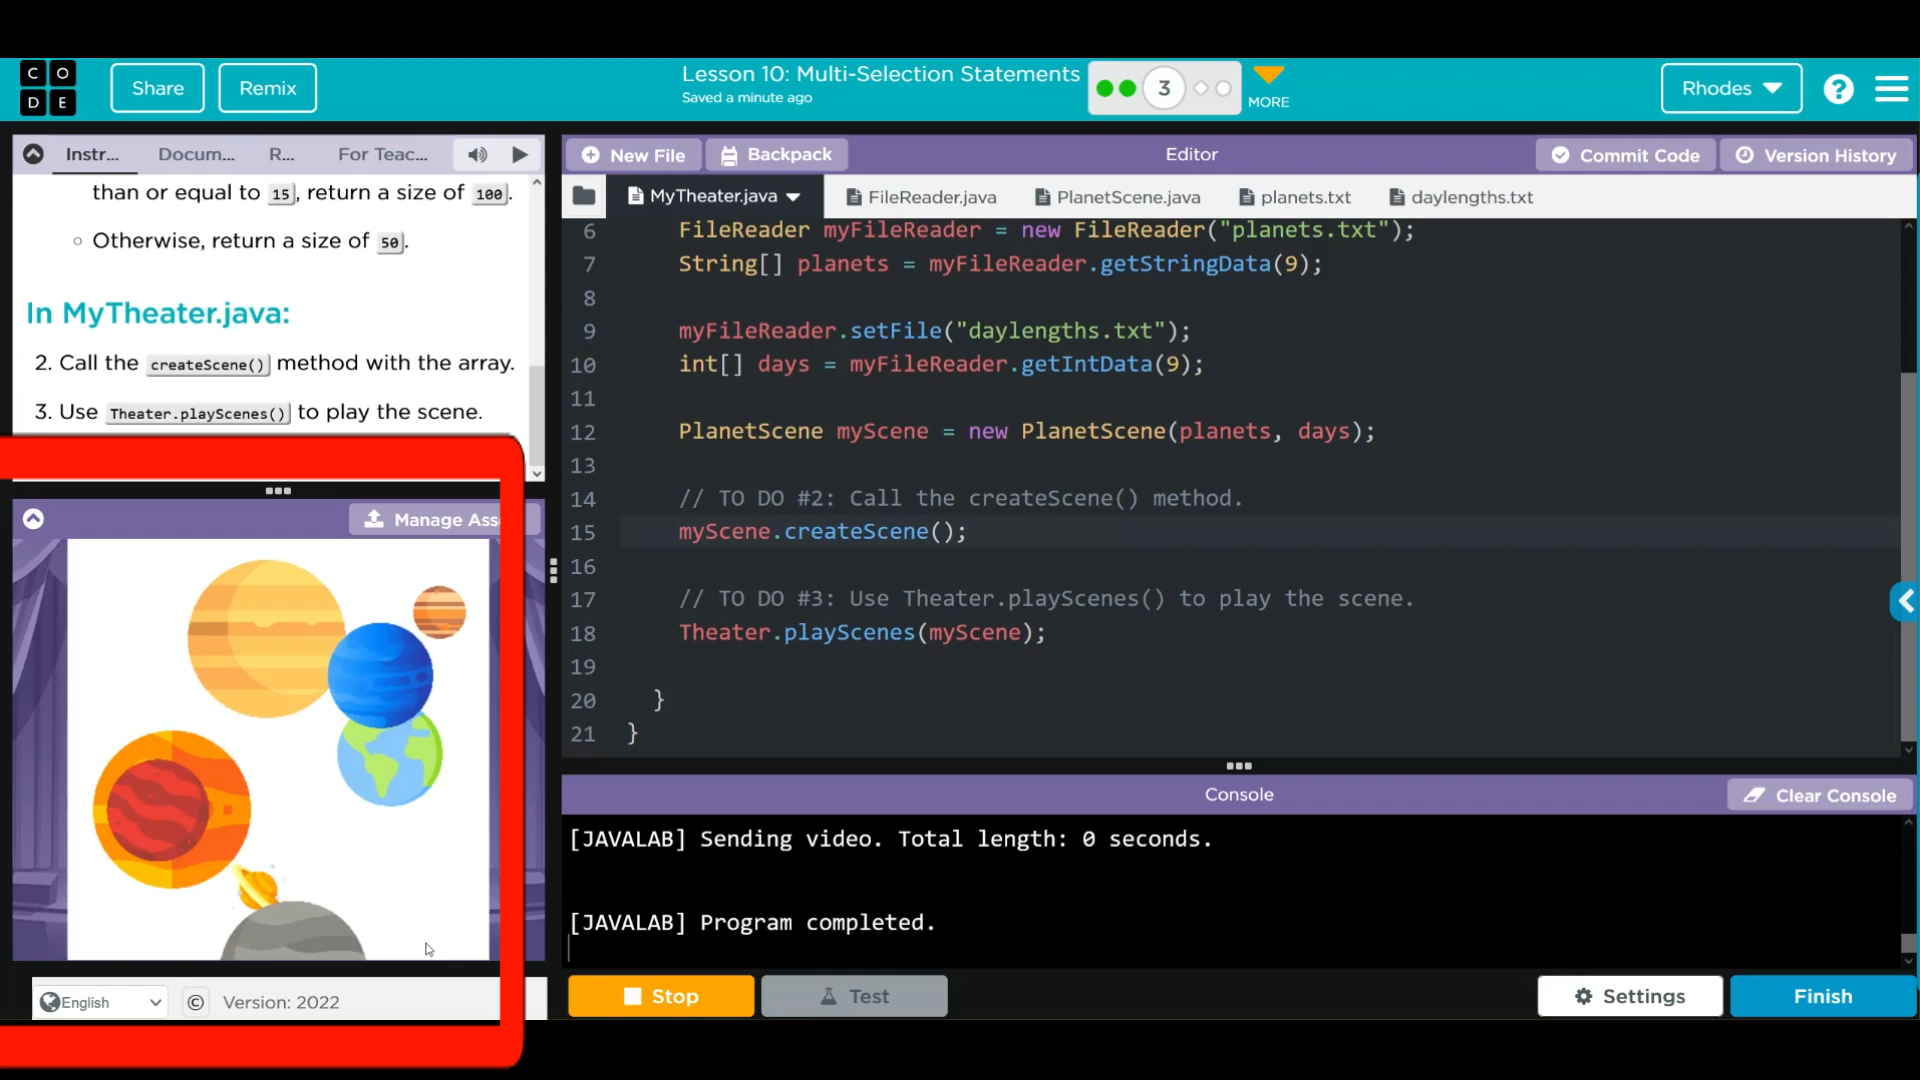 C O
D E
Share
Remix
Lesson 10: Multi-Selection Statements
Saved a minute ago
3
MORE
Rhodes
?
Instr...
Docum...
R...
For Teac...
than or equal to 15, return a size of 100.
Otherwise, return a size of 50.
In MyTheater.java:
2. Call the createScene() method with the array.
3. Use Theater.playScenes() to play the scene.
Manage Ass
English
©
Version: 2022
New File
Backpack
Editor
Commit Code
Version History
MyTheater.java
FileReader.java
PlanetScene.java
planets.txt
daylengths.txt
6 FileReader myFileReader = new FileReader("planets.txt");
7 String[] planets = myFileReader.getStringData(9);
8
9 myFileReader.setFile("daylengths.txt");
10 int[] days = myFileReader.getIntData(9);
11
12 PlanetScene myScene = new PlanetScene(planets, days);
13
14 // TO DO #2: Call the createScene() method.
15 myScene.createScene();
16
17 // TO DO #3: Use Theater.playScenes() to play the scene.
18 Theater.playScenes(myScene);
19
20 }
21 }
Console
Clear Console
[JAVALAB] Sending video. Total length: 0 seconds.
[JAVALAB] Program completed.
Stop
Test
Settings
Finish